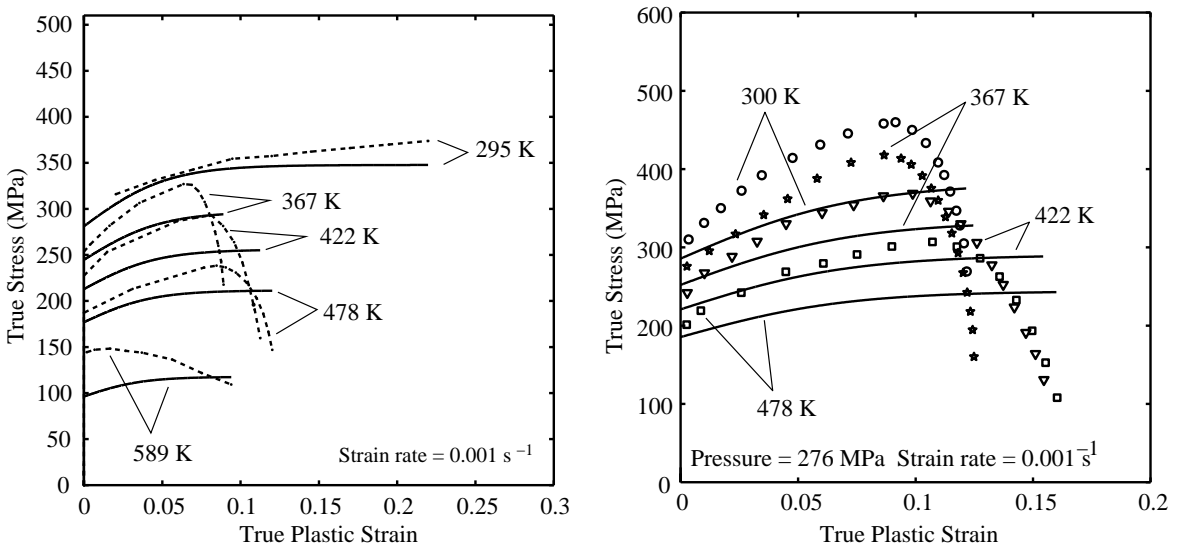 500
450
400
350
300
250
200
150
100
50
0
True Stress (MPa)
295 K
367 K
422 K
478 K
589 K
Strain rate = 0.001 s −1
0 0.05 0.1 0.15 0.2 0.25 0.3
True Plastic Strain
600
500
400
300
200
100
0
True Stress (MPa)
300 K
367 K
422 K
478 K
Pressure = 276 MPa Strain rate = 0.001 s−1
0 0.05 0.1 0.15 0.2
True Plastic Strain